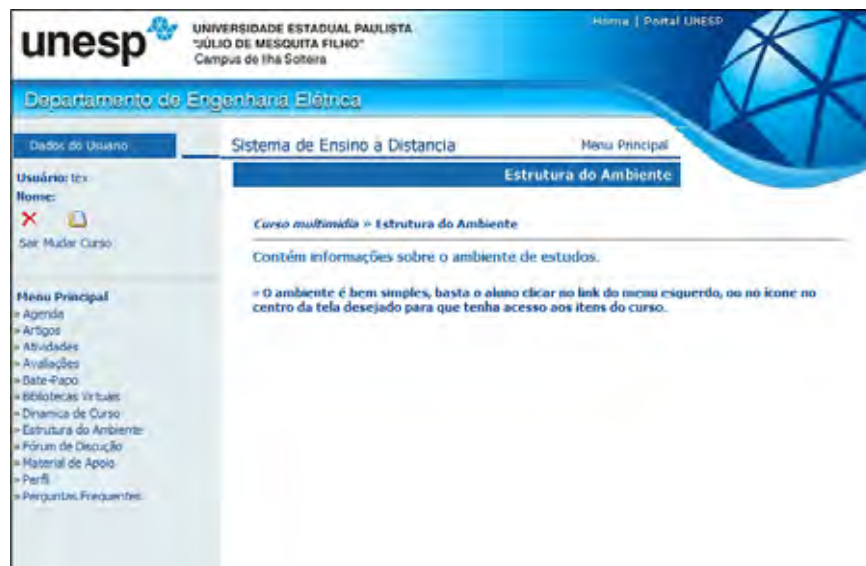 unesp
UNIVERSIDADE ESTADUAL PAULISTA
"JÚLIO DE MESQUITA FILHO"
Campus de Ilha Solteira
Home | Portal UNESP
Departamento de Engenharia Elétrica
Dados do Usuário
Usuário: tex
Nome:
Sair Mudar Curso
Menu Principal
» Agenda
» Artigos
» Atividades
» Avaliações
» Bate-Papo
» Bibliotecas Virtuais
» Dinamica de Curso
» Estrutura do Ambiente
» Fórum de Discução
» Material de Apoio
» Perfil
» Perguntas Frequentes
Sistema de Ensino a Distancia
Menu Principal
Estrutura do Ambiente
Curso multimidia » Estrutura do Ambiente
Contém informações sobre o ambiente de estudos.
» O ambiente é bem simples, basta o aluno clicar no link do menu esquerdo, ou no ícone no
centro da tela desejado para que tenha acesso aos itens do curso.